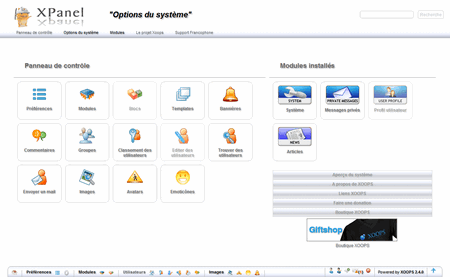 XPanel
"Options du système"
Rechercher
Panneau de contrôle
Options du système
Modules
Le projet Xoops
Support Francophone
Panneau de contrôle
Modules installés
Préférences
Modules
Blocs
Templates
Bannières
Système
Messages privés
Profil utilisateur
SYSTEM
PRIVATE MESSAGES
USER PROFILE
Commentaires
Groupes
Classement des utilisateurs
Editer des utilisateurs
Trouver des utilisateurs
NEWS
Articles
Envoyer un mail
Images
Avatars
Emoticônes
Aperçu du système
A propos de XOOPS
Liens XOOPS
Faire une donation
Boutique XOOPS
Giftshop
XOOPS
Boutique XOOPS
Préférences
Modules
Utilisateurs
Images
Powered by XOOPS 2.4.0